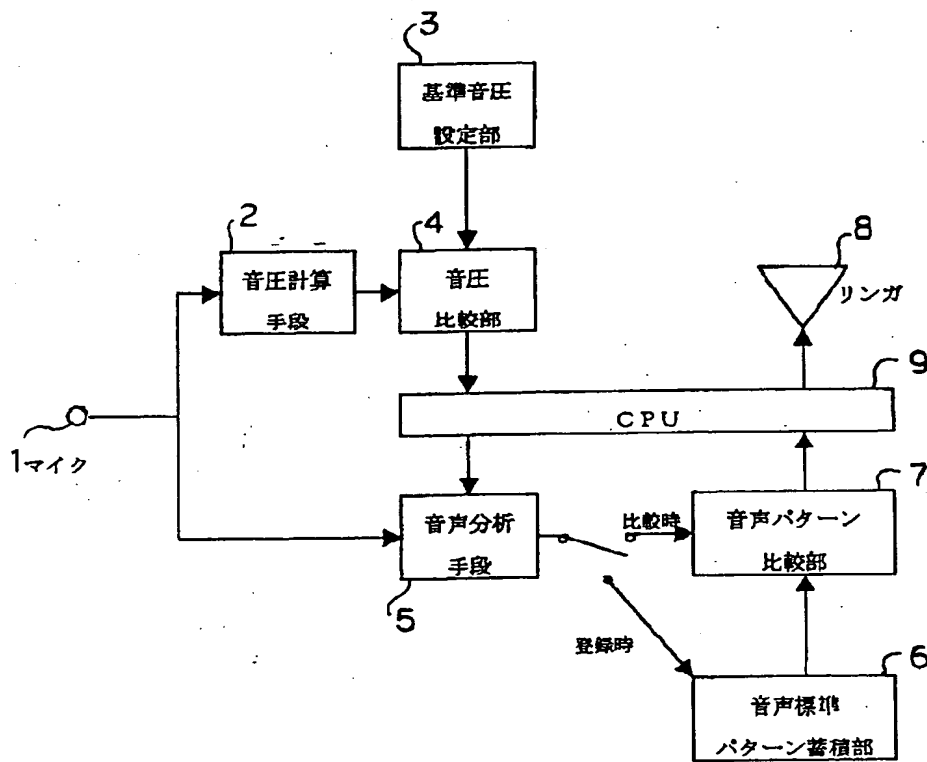 3
基準音圧
設定部
2
音圧計算
手段
4
音圧
比較部
8
リンガ
9
CPU
1マイク
5
音声分析
手段
比較時
登録時
7
音声パターン
比較部
6
音声標準
パターン蓄積部